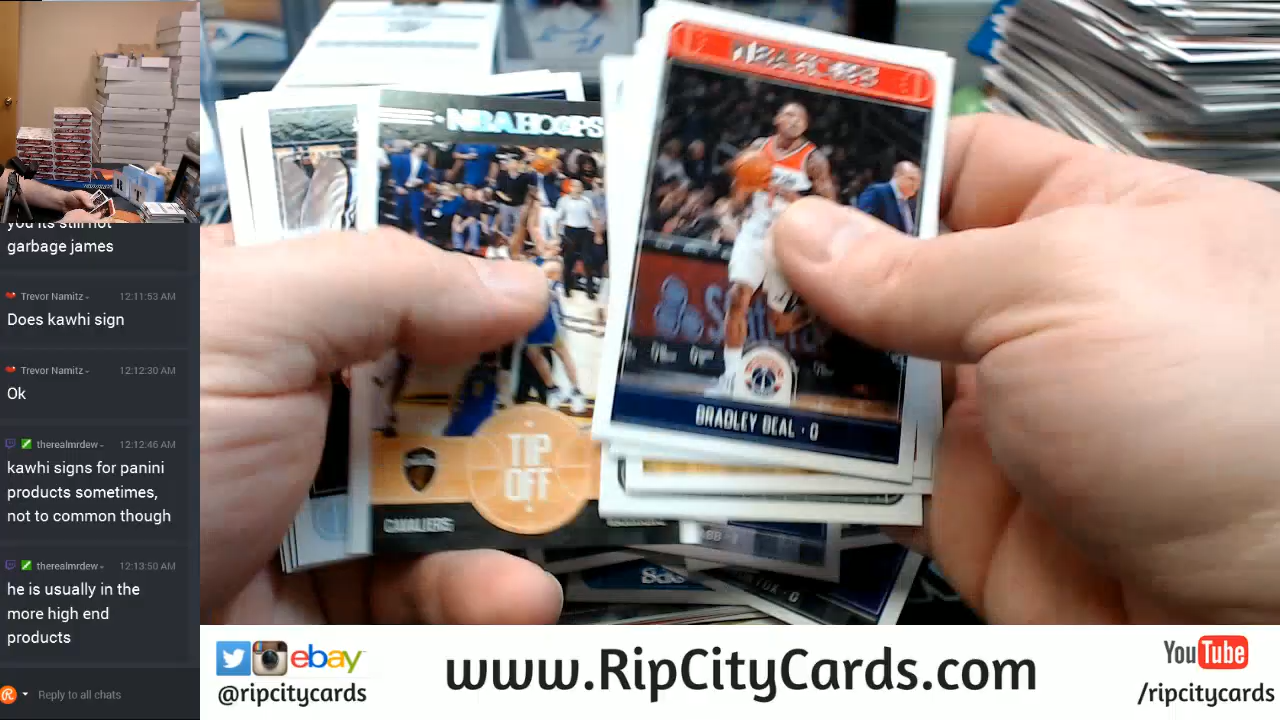 you its still not
garbage james
Trevor Namitz
12:11:53 AM
Does kawhi sign
Trevor Namitz
12:12:30 AM
Ok
therealmrdew
12:12:46 AM
kawhi signs for panini
products sometimes,
not to common though
therealmrdew
12:13:50 AM
he is usually in the
more high end
products
Reply to all chats
NBA HOOPS
BRADLEY BEAL · G
NBA HOOPS
TIP
OFF
CAVALIERS
FOX · G
ebay
@ripcitycards
www.RipCityCards.com
YouTube
/ripcitycards